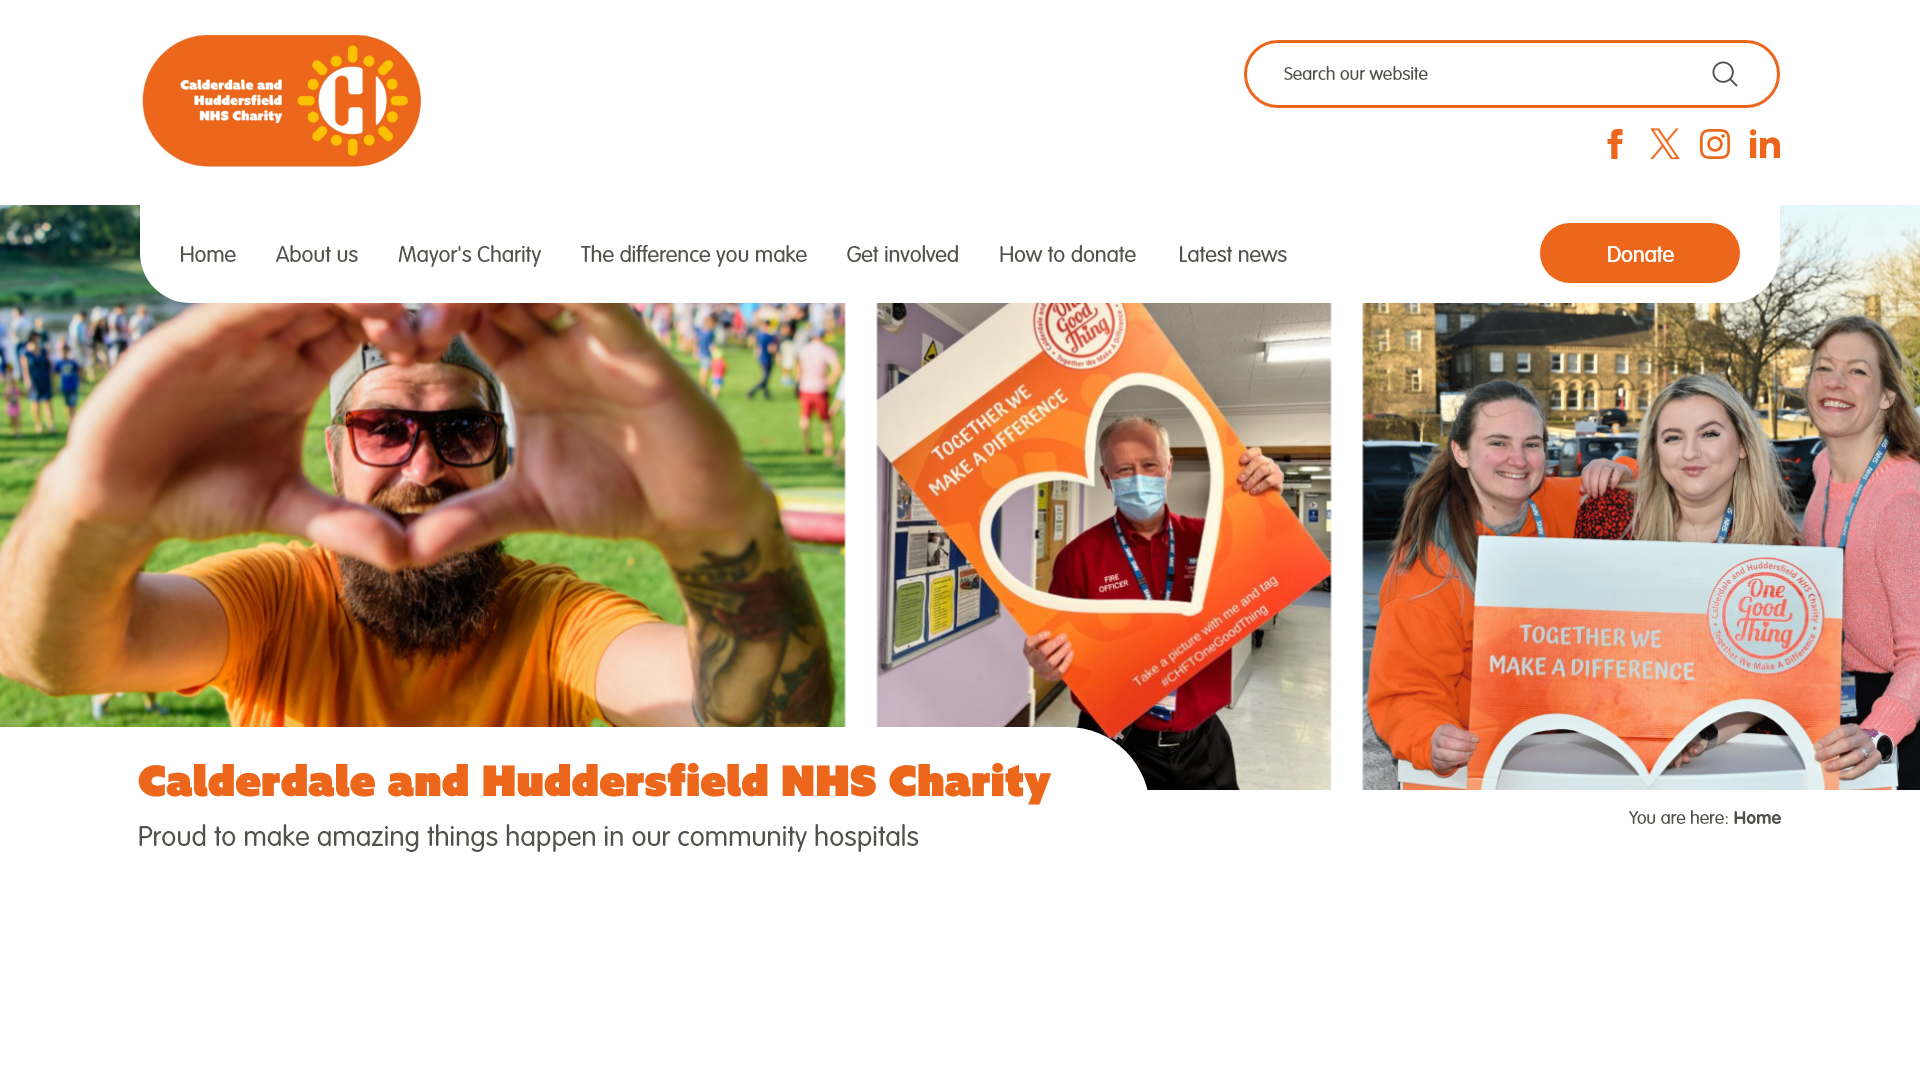 Calderdale and
Huddersfield
NHS Charity
Search our website
Home
About us
Mayor's Charity
The difference you make
Get involved
How to donate
Latest news
Donate
One
Good
Thing
Together We Make A Difference
TOGETHER WE
MAKE A DIFFERENCE
FIRE
OFFICER
Take a picture with me and tag
#CHFTOneGoodThing
Calderdale and Huddersfield NHS Charity
One
Good
Thing
Together We Make A Difference
TOGETHER WE
MAKE A DIFFERENCE
Calderdale and Huddersfield NHS Charity
Proud to make amazing things happen in our community hospitals
You are here: Home